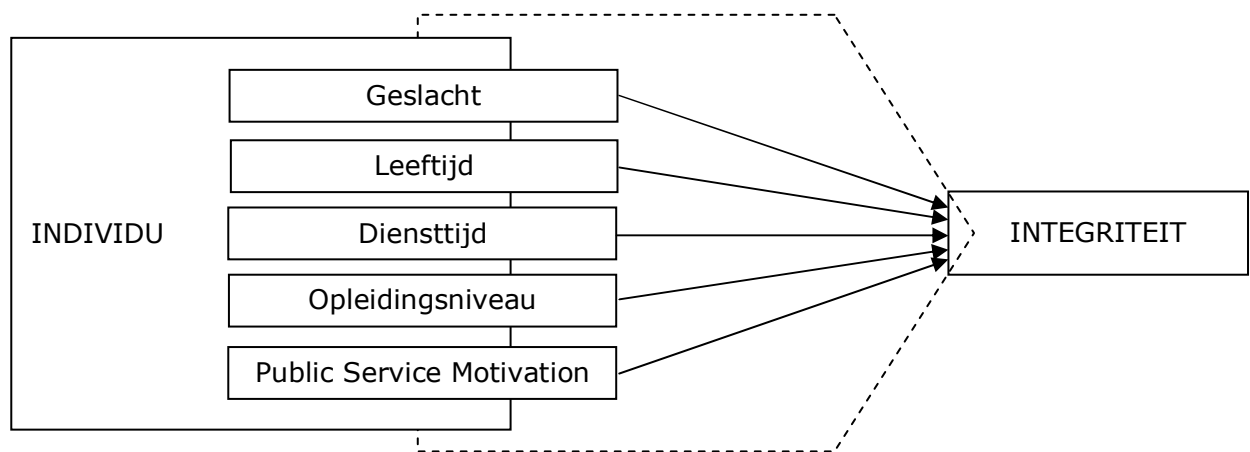 Geslacht
Leeftijd
INDIVIDU
Diensttijd
INTEGRITEIT
Opleidingsniveau
Public Service Motivation